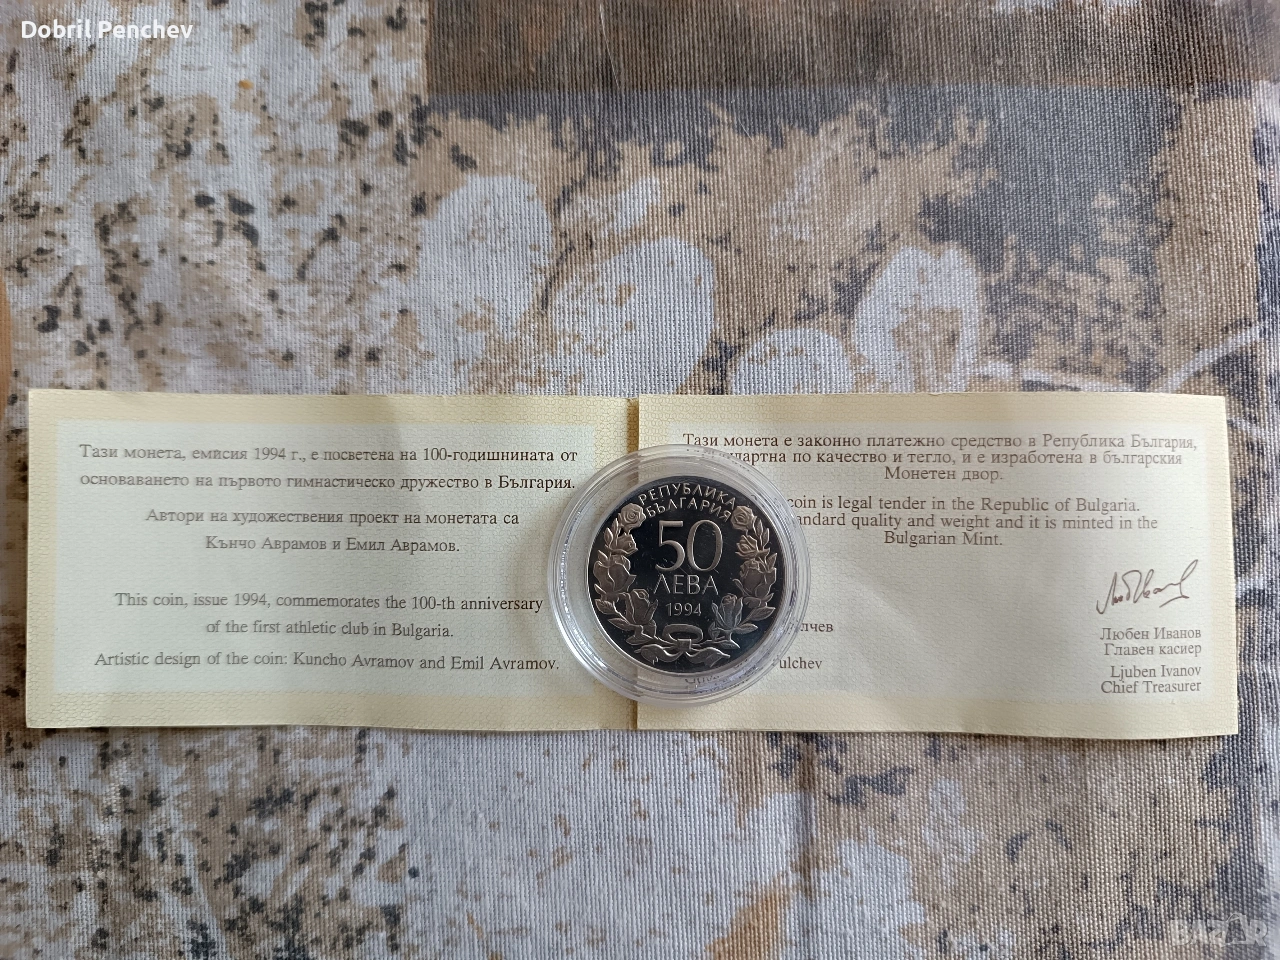 Dobril Penchev
Тази монета, емисия 1994 г., е посветена на 100-годишнината от
основаването на първото гимнастическо дружество в България.
Автори на художествения проект на монетата са
Кънчо Аврамов и Емил Аврамов.
This coin, issue 1994, commemorates the 100-th anniversary
of the first athletic club in Bulgaria.
Artistic design of the coin: Kuncho Avramov and Emil Avramov.
РЕПУБЛИКА
БЪЛГАРИЯ
50
ЛЕВА
1994
Тази монета е законно платежно средство в Република България,
по качество и тегло, и е изработена в българския
Монетен двор.
coin is legal tender in the Republic of Bulgaria.
quality and weight and it is minted in the
Bulgarian Mint.
Любен Иванов
Главен касиер
Ljuben Ivanov
Chief Treasurer
BAZAR